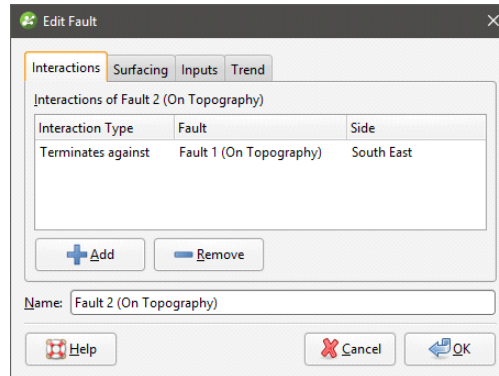 Edit Fault
Interactions Surfacing Inputs Trend
Interactions of Fault 2 (On Topography)
Interaction Type Fault Side
Terminates against Fault 1 (On Topography) South East
Add Remove
Name: Fault 2 (On Topography)
Help Cancel OK